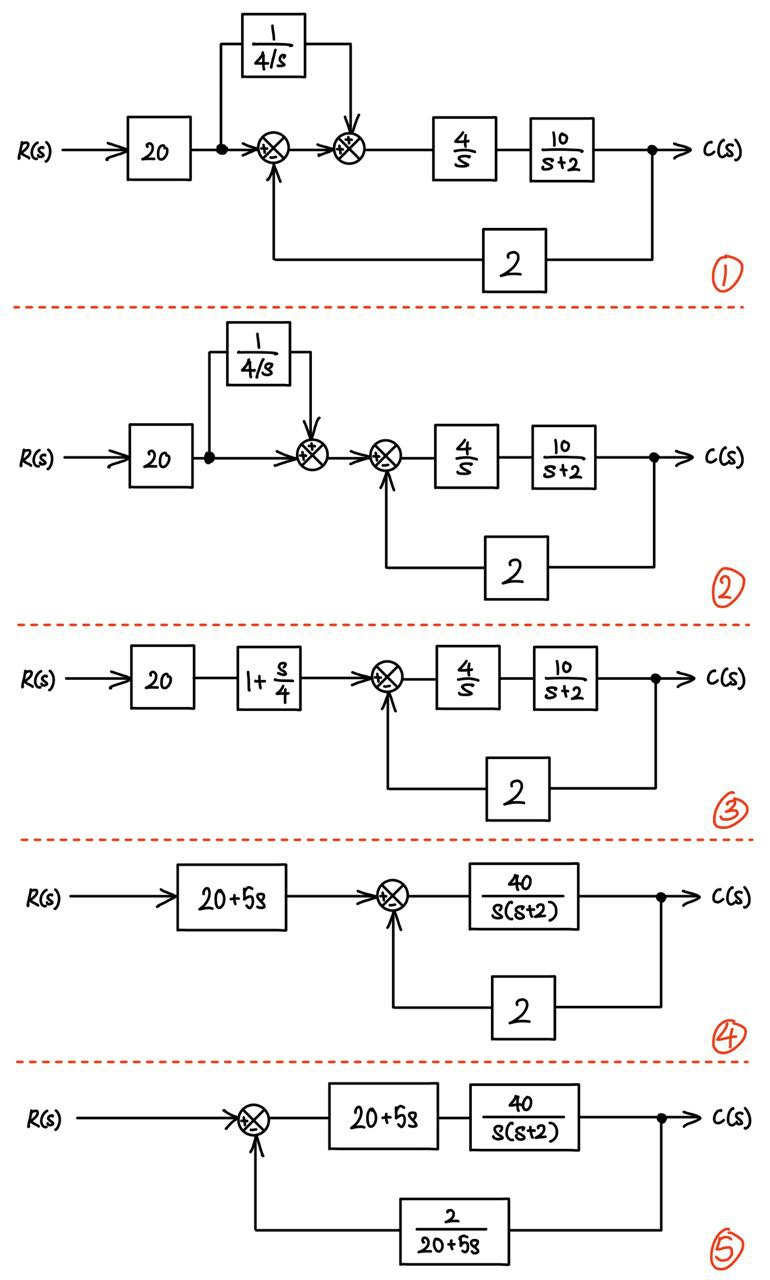 1
4/s
R(s) 20 + - + + 4 10 C(s)
s s+2
2
①
1
4/s
R(s) 20 + + + - 4 10 C(s)
s s+2
2
②
R(s) 20 1+ s/4 + - 4 10 C(s)
s s+2
2
③
R(s) 20+5s + - 40 C(s)
s(s+2)
2
④
R(s) + - 20+5s 40 C(s)
s(s+2)
2
20+5s
⑤